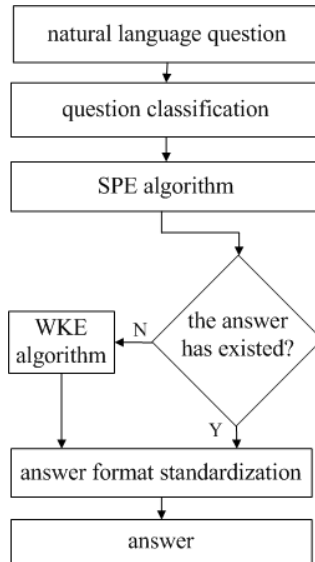 natural language question
question classification
SPE algorithm
the answer
has existed?
N
WKE
algorithm
Y
answer format standardization
answer